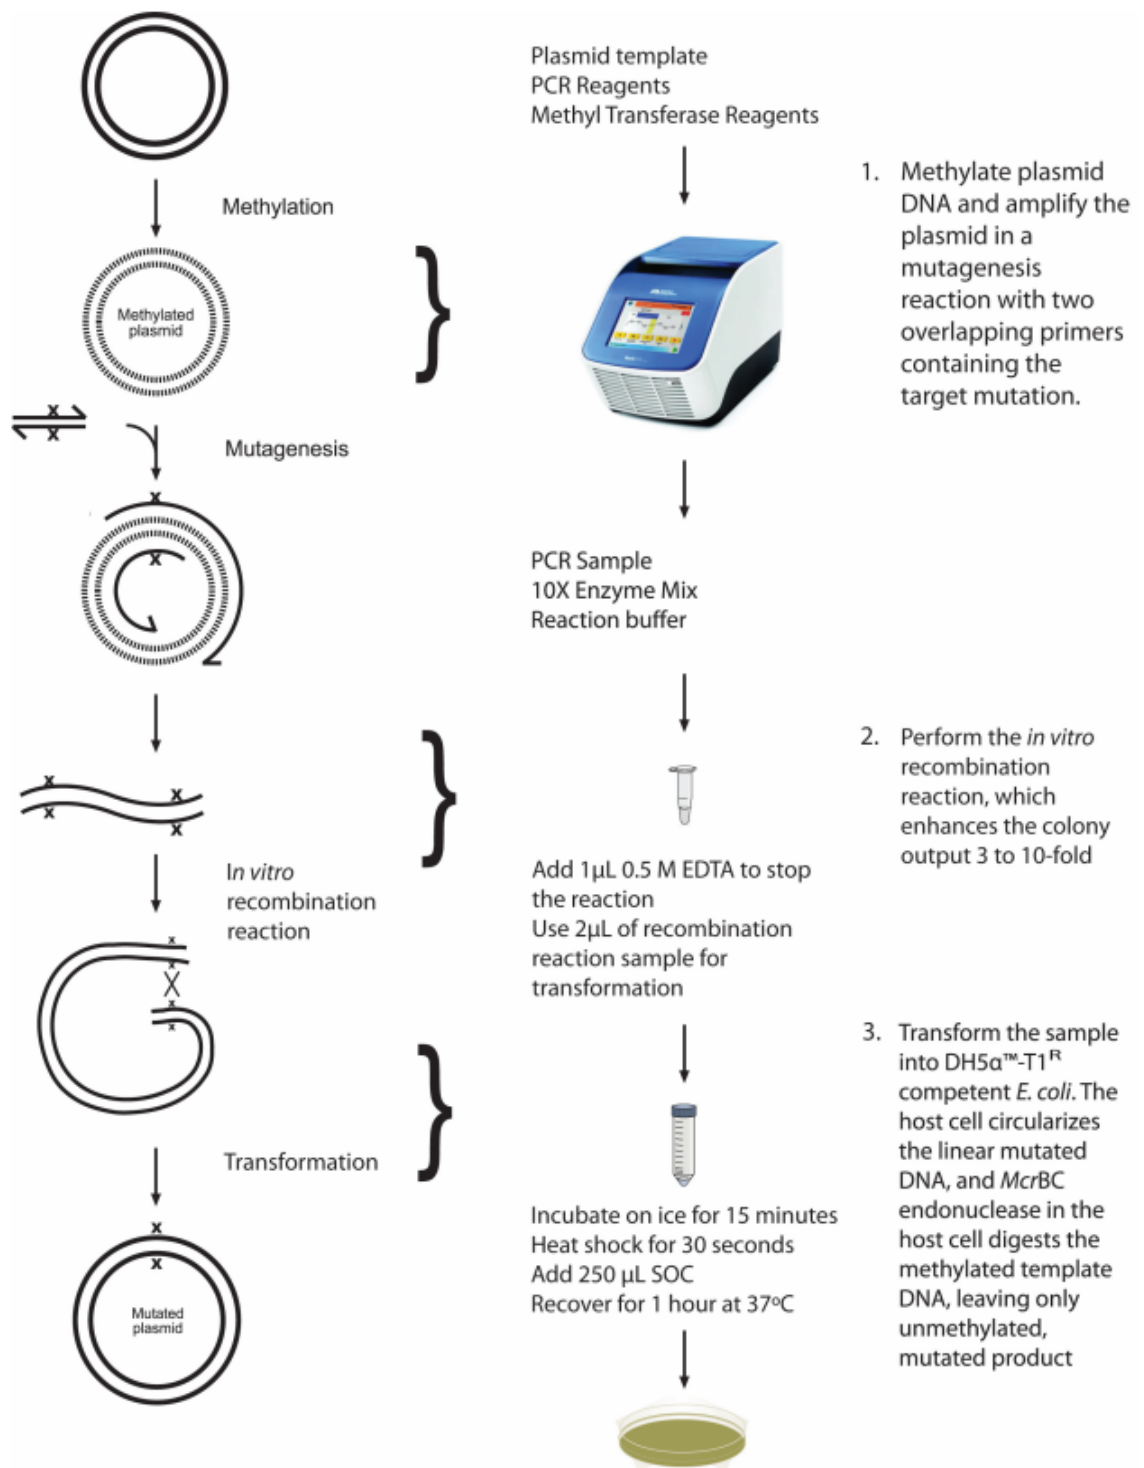 Plasmid template
PCR Reagents
Methyl Transferase Reagents
Methylation
Methylated
plasmid
1. Methylate plasmid
DNA and amplify the
plasmid in a
mutagenesis
reaction with two
overlapping primers
containing the
target mutation.
x
x
Mutagenesis
x
x
PCR Sample
10X Enzyme Mix
Reaction buffer
x
x
x
x
2. Perform the in vitro
recombination
reaction, which
enhances the colony
output 3 to 10-fold
In vitro
recombination
reaction
Add 1µL 0.5 M EDTA to stop
the reaction
Use 2µL of recombination
reaction sample for
transformation
x
x
x
x
3. Transform the sample
into DH5α™-T1ᴿ
competent E. coli. The
host cell circularizes
the linear mutated
DNA, and McrBC
endonuclease in the
host cell digests the
methylated template
DNA, leaving only
unmethylated,
mutated product
Transformation
Incubate on ice for 15 minutes
Heat shock for 30 seconds
Add 250 µL SOC
Recover for 1 hour at 37ºC
x
x
Mutated
plasmid